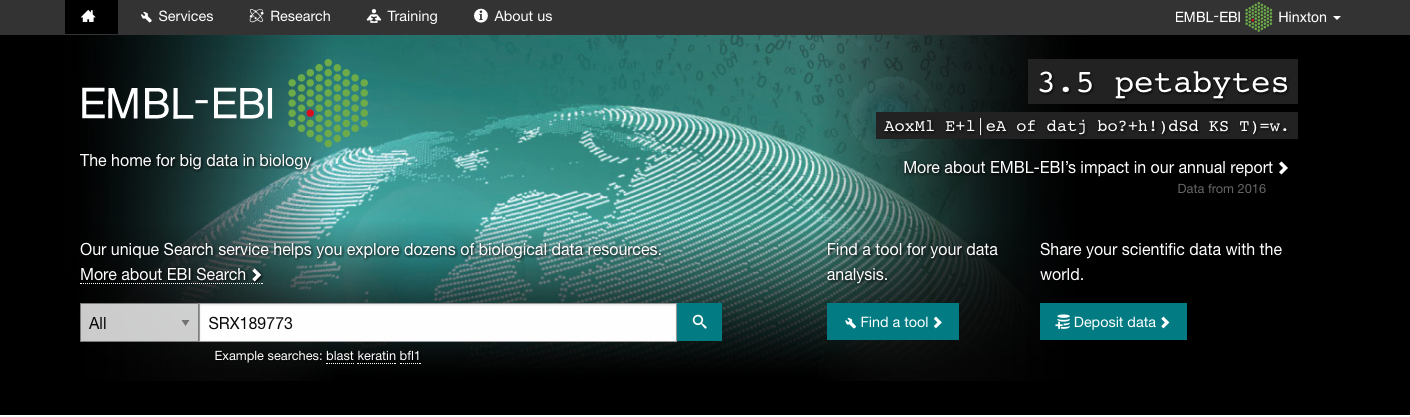 Services Research Training About us EMBL-EBI Hinxton
EMBL-EBI
The home for big data in biology
3.5 petabytes
AoxMl E+l|eA of datj bo?+h!)dSd KS T)=w.
More about EMBL-EBI's impact in our annual report
Data from 2016
Our unique Search service helps you explore dozens of biological data resources.
More about EBI Search
All SRX189773
Example searches: blast keratin bfl1
Find a tool for your data
analysis.
Find a tool
Share your scientific data with the
world.
Deposit data